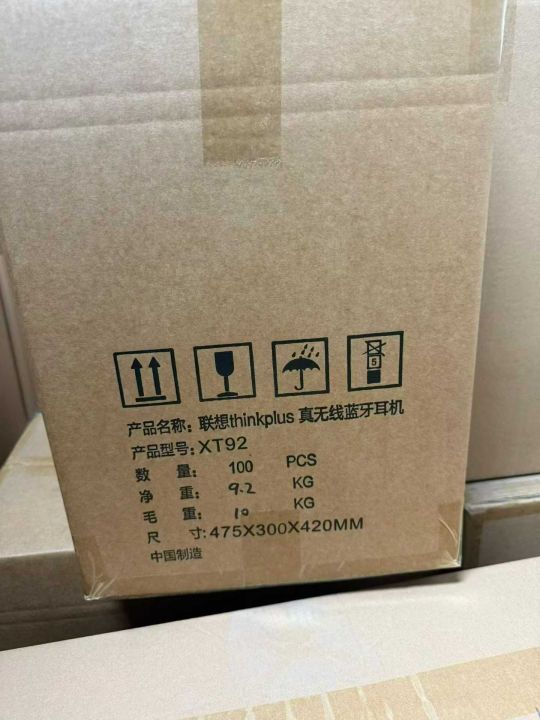 5
产品名称: 联想thinkplus 真无线蓝牙耳机
产品型号: XT92
数 量: 100 PCS
净 重: 9.2 KG
毛 重: 10 KG
尺 寸: 475X300X420MM
中国制造